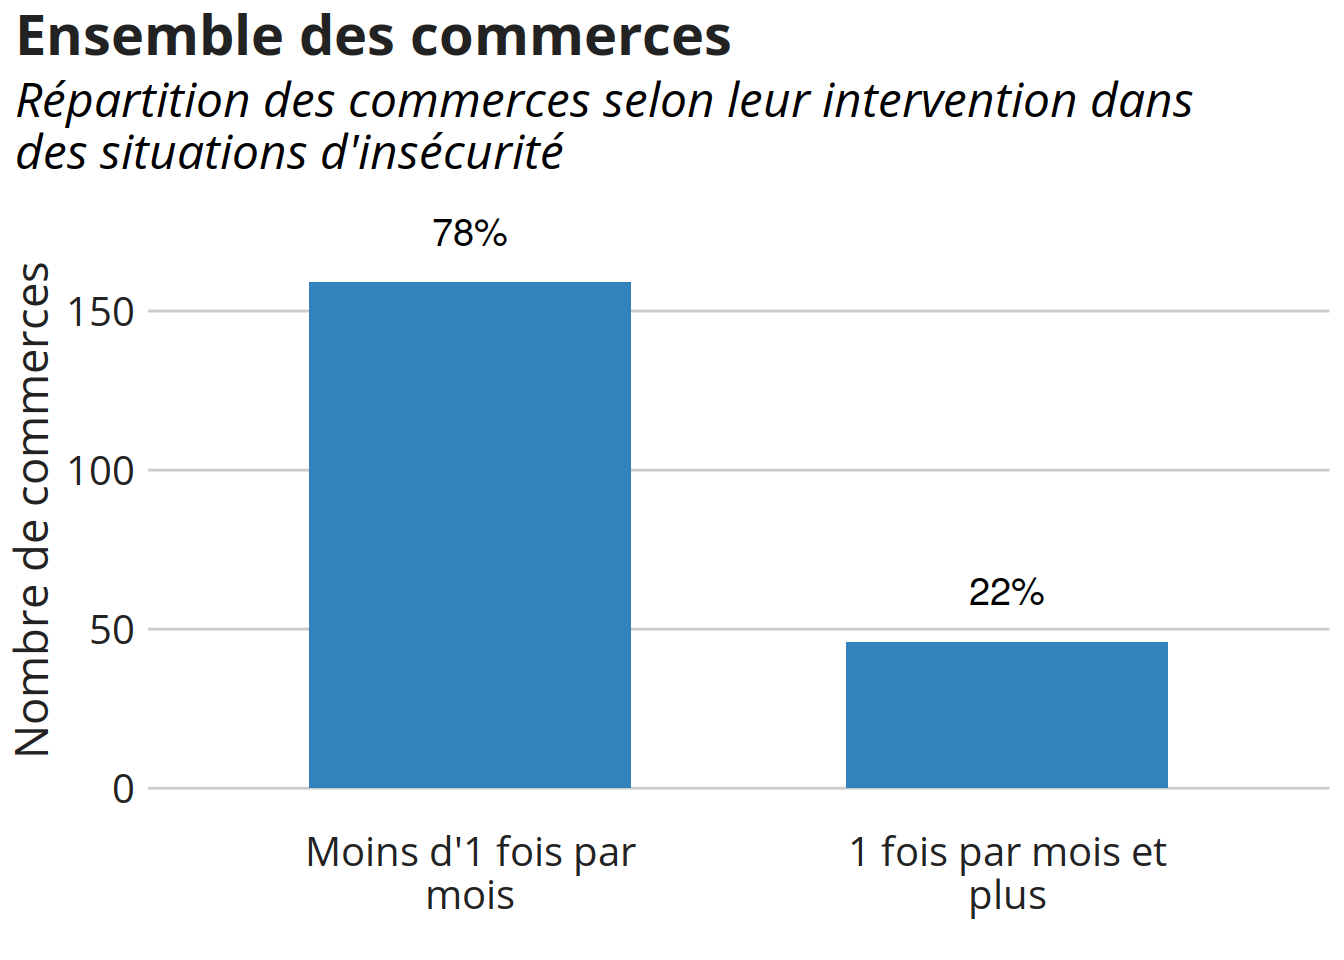 Ensemble des commerces
Répartition des commerces selon leur intervention dans
des situations d'insécurité
Nombre de commerces
78%
150
100
22%
50
0
Moins d'1 fois par
mois
1 fois par mois et
plus